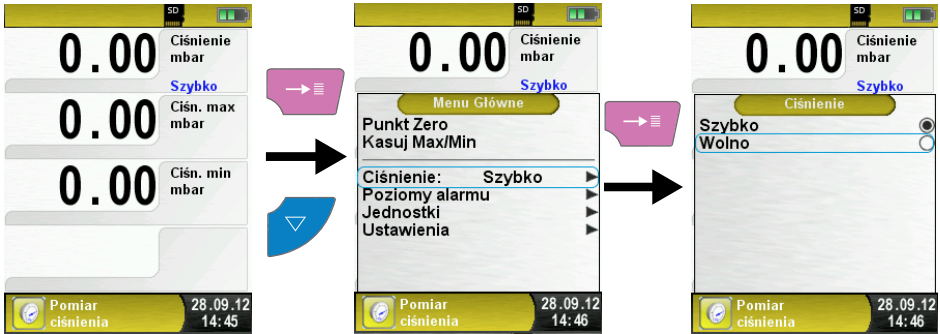 SD
0.00
Ciśnienie
mbar
Szybko
0.00
Ciśn. max
mbar
0.00
Ciśn. min
mbar
Pomiar
ciśnienia
28.09.12
14:45
SD
0.00
Ciśnienie
mbar
Szybko
Menu Główne
Punkt Zero
Kasuj Max/Min
Ciśnienie: Szybko
Poziomy alarmu
Jednostki
Ustawienia
Pomiar
ciśnienia
28.09.12
14:46
SD
0.00
Ciśnienie
mbar
Szybko
Ciśnienie
Szybko
Wolno
Pomiar
ciśnienia
28.09.12
14:46